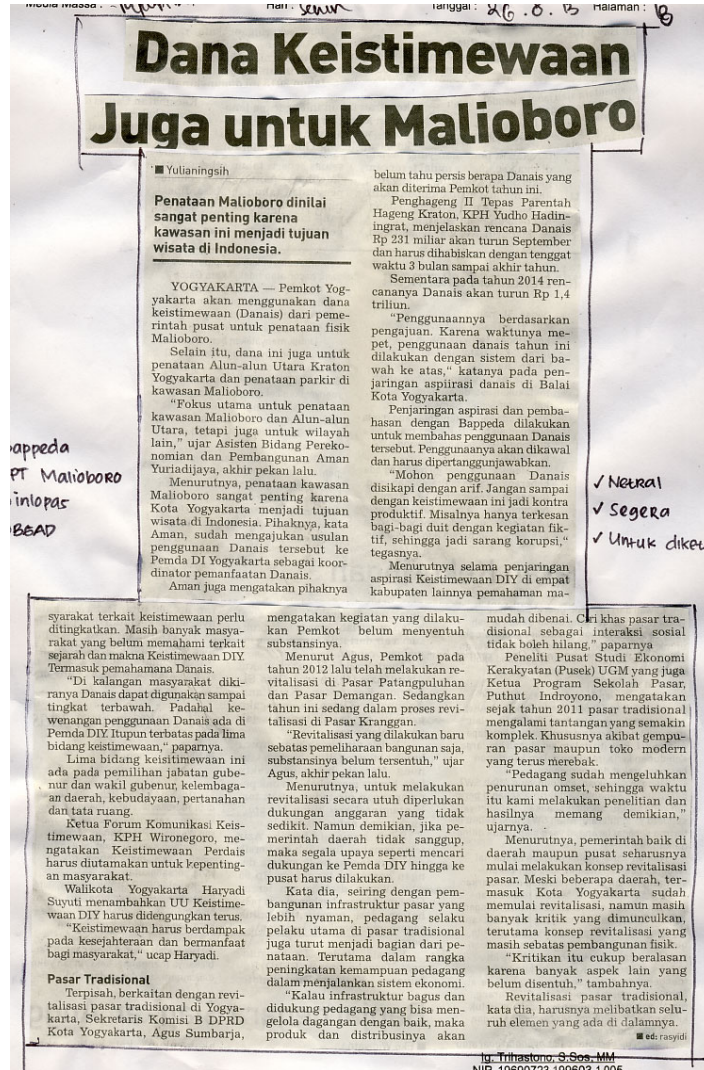 Media Massa :
Hari : Senin
Tanggal : 26 . 8 . 13
Halaman : 18
Dana Keistimewaan
Juga untuk Malioboro
■ Yulianingsih
Penataan Malioboro dinilai
sangat penting karena
kawasan ini menjadi tujuan
wisata di Indonesia.
YOGYAKARTA — Pemkot Yog-
yakarta akan menggunakan dana
keistimewaan (Danais) dari peme-
rintah pusat untuk penataan fisik
Malioboro.
Selain itu, dana ini juga untuk
penataan Alun-alun Utara Kraton
Yogyakarta dan penataan parkir di
kawasan Malioboro.
“Fokus utama untuk penataan
kawasan Malioboro dan Alun-alun
Utara, tetapi juga untuk wilayah
lain,” ujar Asisten Bidang Pereko-
nomian dan Pembangunan Aman
Yuriadijaya, akhir pekan lalu.
Menurutnya, penataan kawasan
Malioboro sangat penting karena
Kota Yogyakarta menjadi tujuan
wisata di Indonesia. Pihaknya, kata
Aman, sudah mengajukan usulan
penggunaan Danais tersebut ke
Pemda DI Yogyakarta sebagai koor-
dinator pemanfaatan Danais.
Aman juga mengatakan pihaknya
belum tahu persis berapa Danais yang
akan diterima Pemkot tahun ini.
Penghageng II Tepas Parentah
Hageng Kraton, KPH Yudho Hadin-
ingrat, menjelaskan rencana Danais
Rp 231 miliar akan turun September
dan harus dihabiskan dengan tenggat
waktu 3 bulan sampai akhir tahun.
Sementara pada tahun 2014 ren-
cananya Danais akan turun Rp 1,4
triliun.
“Penggunaannya berdasarkan
pengajuan. Karena waktunya me-
pet, penggunaan danais tahun ini
dilakukan dengan sistem dari ba-
wah ke atas,“ katanya pada pen-
jaringan aspiirasi danais di Balai
Kota Yogyakarta.
Penjaringan aspirasi dan pemba-
hasan dengan Bappeda dilakukan
untuk membahas penggunaan Danais
tersebut. Penggunaanya akan dikawal
dan harus dipertanggunjawabkan.
“Mohon penggunaan Danais
disikapi dengan arif. Jangan sampai
dengan keistimewaan ini jadi kontra
produktif. Misalnya hanya terkesan
bagi-bagi duit dengan kegiatan fik-
tif, sehingga jadi sarang korupsi,“
tegasnya.
Menurutnya selama penjaringan
aspirasi Keistimewaan DIY di empat
kabupaten lainnya pemahaman ma-
appeda
PT Malioboro
inlopas
BGAD
✓ Netral
✓ Segera
✓ Untuk diket
syarakat terkait keistimewaan perlu
ditingkatkan. Masih banyak masya-
rakat yang belum memahami terkait
sejarah dan makna Keistimewaan DIY.
Termasuk pemahamana Danais.
“Di kalangan masyarakat diki-
ranya Danais dapat digunakan sampai
tingkat terbawah. Padahal ke-
wenangan penggunaan Danais ada di
Pemda DIY. Itupun terbatas pada lima
bidang keistimewaan,“ paparnya.
Lima bidang keisitimewaan ini
ada pada pemilihan jabatan gube-
nur dan wakil gubenur, kelembaga-
an daerah, kebudayaan, pertanahan
dan tata ruang.
Ketua Forum Komunikasi Keis-
timewaan, KPH Wironegoro, me-
ngatakan Keistimewaan Perdais
harus diutamakan untuk kepenting-
an masyarakat.
Walikota Yogyakarta Haryadi
Suyuti menambahkan UU Keistime-
waan DIY harus didengungkan terus.
“Keistimewaan harus berdampak
pada kesejahteraan dan bermanfaat
bagi masyarakat,“ ucap Haryadi.
Pasar Tradisional
Terpisah, berkaitan dengan revi-
talisasi pasar tradisional di Yogya-
karta, Sekretaris Komisi B DPRD
Kota Yogyakarta, Agus Sumbarja,
mengatakan kegiatan yang dilaku-
kan Pemkot belum menyentuh
substansinya.
Menurut Agus, Pemkot pada
tahun 2012 lalu telah melakukan re-
vitalisasi di Pasar Patangpuluhan
dan Pasar Demangan. Sedangkan
tahun ini sedang dalam proses revi-
talisasi di Pasar Kranggan.
“Revitalisasi yang dilakukan baru
sebatas pemeliharaan bangunan saja,
substansinya belum tersentuh,” ujar
Agus, akhir pekan lalu.
Menurutnya, untuk melakukan
revitalisasi secara utuh diperlukan
dukungan anggaran yang tidak
sedikit. Namun demikian, jika pe-
merintah daerah tidak sanggup,
maka segala upaya seperti mencari
dukungan ke Pemda DIY hingga ke
pusat harus dilakukan.
Kata dia, seiring dengan pem-
bangunan infrastruktur pasar yang
lebih nyaman, pedagang selaku
pelaku utama di pasar tradisional
juga turut menjadi bagian dari pe-
nataan. Terutama dalam rangka
peningkatan kemampuan pedagang
dalam menjalankan sistem ekonomi.
“Kalau infrastruktur bagus dan
didukung pedagang yang bisa men-
gelola dagangan dengan baik, maka
produk dan distribusinya akan
mudah dibenai. Ciri khas pasar tra-
disional sebagai interaksi sosial
tidak boleh hilang,” paparnya
Peneliti Pusat Studi Ekonomi
Kerakyatan (Pusek) UGM yang juga
Ketua Program Sekolah Pasar,
Puthut Indroyono, mengatakan
sejak tahun 2011 pasar tradisional
mengalami tantangan yang semakin
komplek. Khususnya akibat gempu-
ran pasar maupun toko modern
yang terus merebak.
“Pedagang sudah mengeluhkan
penurunan omset, sehingga waktu
itu kami melakukan penelitian dan
hasilnya memang demikian,”
ujarnya.
Menurutnya, pemerintah baik di
daerah maupun pusat seharusnya
mulai melakukan konsep revitalisasi
pasar. Meski beberapa daerah, ter-
masuk Kota Yogyakarta sudah
memulai revitalisasi, namun masih
banyak kritik yang dimunculkan,
terutama konsep revitalisasi yang
masih sebatas pembangunan fisik.
“Kritikan itu cukup beralasan
karena banyak aspek lain yang
belum disentuh,” tambahnya.
Revitalisasi pasar tradisional,
kata dia, harusnya melibatkan selu-
ruh elemen yang ada di dalamnya.
■ ed: rasyidi
Ig. Trihastono, S.Sos, MM